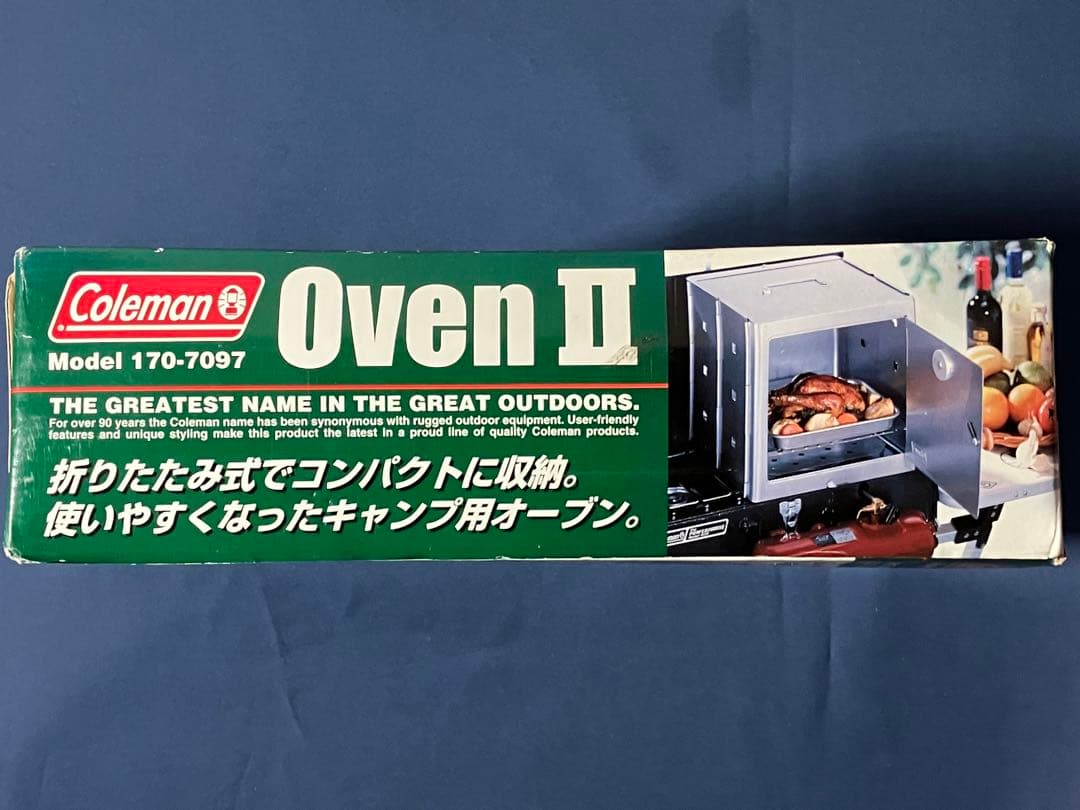 Coleman
Oven II
Model 170-7097
THE GREATEST NAME IN THE GREAT OUTDOORS.
For over 90 years the Coleman name has been synonymous with rugged outdoor equipment. User-friendly
features and unique styling make this product the latest in a proud line of quality Coleman products.
折りたたみ式でコンパクトに収納。
使いやすくなったキャンプ用オーブン。